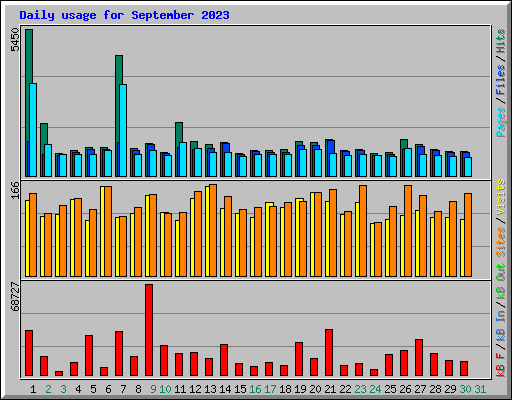 Daily usage for September 2023
5450
166
68727
Pages / Files / Hits
Sites / Visits
kB F / kB In / kB Out
1 2 3 4 5 6 7 8 9 10 11 12 13 14 15 16 17 18 19 20 21 22 23 24 25 26 27 28 29 30 31